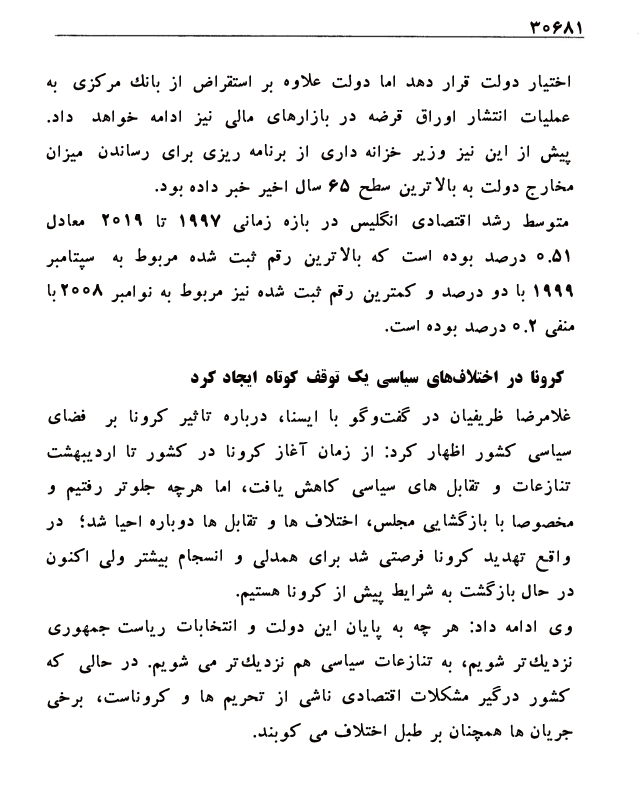 ۳۰۶۸۱
اختیار دولت قرار دهد اما دولت علاوه بر استقراض از بانك مرکزی به
عملیات انتشار اوراق قرضه در بازارهای مالی نیز ادامه خواهد داد.
پیش از این نیز وزیر خزانه داری از برنامه ریزی برای رساندن میزان
مخارج دولت به بالاترین سطح ۶۵ سال اخیر خبر داده بود.
متوسط رشد اقتصادی انگلیس در بازه زمانی ۱۹۹۷ تا ۲۰۱۹ معادل
۰.۵۱ درصد بوده است که بالاترین رقم ثبت شده مربوط به سپتامبر
۱۹۹۹ با دو درصد و کمترین رقم ثبت شده نیز مربوط به نوامبر ۲۰۰۸ با
منفی ۰.۲ درصد بوده است.
کرونا در اختلاف‌های سیاسی یک توقف کوتاه ایجاد کرد
غلامرضا ظریفیان در گفت‌وگو با ایسنا، درباره تاثیر کرونا بر فضای
سیاسی کشور اظهار کرد: از زمان آغاز کرونا در کشور تا اردیبهشت
تنازعات و تقابل های سیاسی کاهش یافت، اما هرچه جلوتر رفتیم و
مخصوصا با بازگشایی مجلس، اختلاف ها و تقابل ها دوباره احیا شد؛ در
واقع تهدید کرونا فرصتی شد برای همدلی و انسجام بیشتر ولی اکنون
در حال بازگشت به شرایط پیش از کرونا هستیم.
وی ادامه داد: هر چه به پایان این دولت و انتخابات ریاست جمهوری
نزدیك‌تر شویم، به تنازعات سیاسی هم نزدیك‌تر می شویم. در حالی که
کشور درگیر مشکلات اقتصادی ناشی از تحریم ها و کروناست، برخی
جریان ها همچنان بر طبل اختلاف می کوبند.